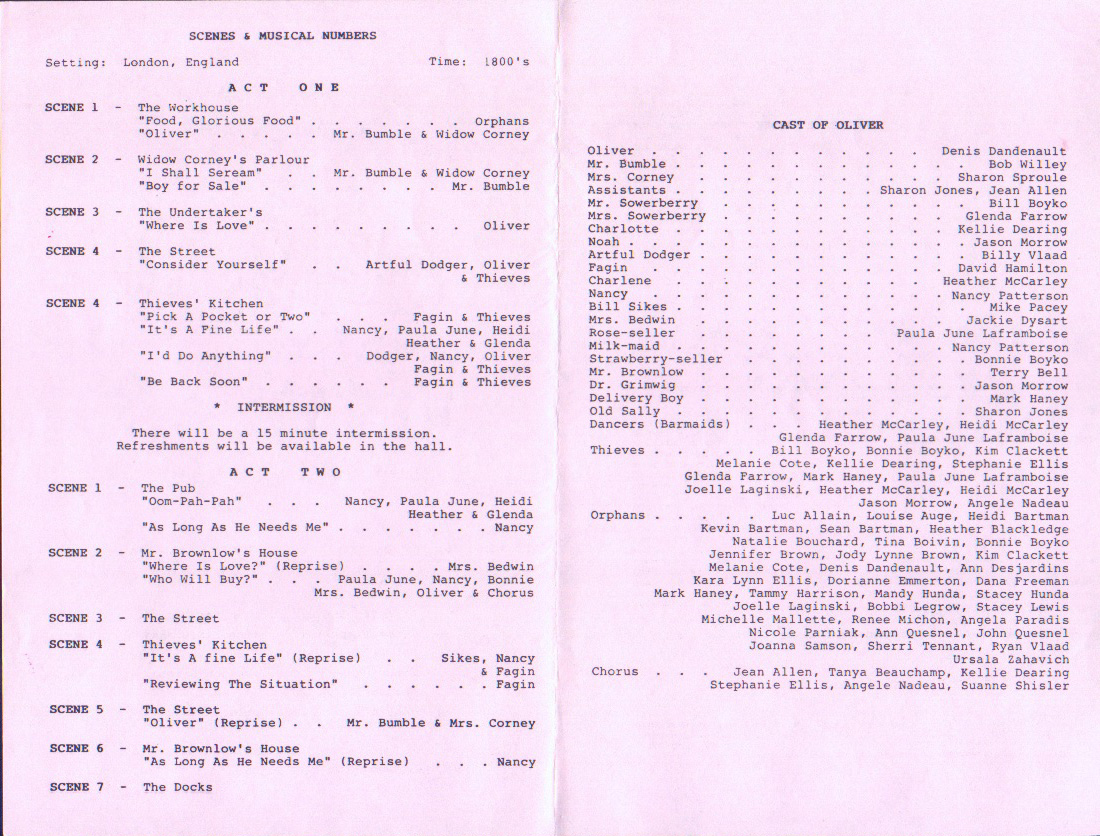 SCENES & MUSICAL NUMBERS
Setting: London, England Time: 1800's
A C T O N E
SCENE 1 - The Workhouse
"Food, Glorious Food" . . . . . . . Orphans
"Oliver" . . . . . Mr. Bumble & Widow Corney
SCENE 2 - Widow Corney's Parlour
"I Shall Seream" . . Mr. Bumble & Widow Corney
"Boy for Sale" . . . . . . . . Mr. Bumble
SCENE 3 - The Undertaker's
"Where Is Love" . . . . . . . . . Oliver
SCENE 4 - The Street
"Consider Yourself" . . Artful Dodger, Oliver
& Thieves
SCENE 4 - Thieves' Kitchen
"Pick A Pocket or Two" . . . Fagin & Thieves
"It's A Fine Life" . . Nancy, Paula June, Heidi
Heather & Glenda
"I'd Do Anything" . . . Dodger, Nancy, Oliver
Fagin & Thieves
"Be Back Soon" . . . . . . Fagin & Thieves
* INTERMISSION *
There will be a 15 minute intermission.
Refreshments will be available in the hall.
A C T T W O
SCENE 1 - The Pub
"Oom-Pah-Pah" . . . Nancy, Paula June, Heidi
Heather & Glenda
"As Long As He Needs Me" . . . . . . . Nancy
SCENE 2 - Mr. Brownlow's House
"Where Is Love?" (Reprise) . . . . Mrs. Bedwin
"Who Will Buy?" . . . Paula June, Nancy, Bonnie
Mrs. Bedwin, Oliver & Chorus
SCENE 3 - The Street
SCENE 4 - Thieves' Kitchen
"It's A fine Life" (Reprise) . . Sikes, Nancy
& Fagin
"Reviewing The Situation" . . . . . . Fagin
SCENE 5 - The Street
"Oliver" (Reprise) . . Mr. Bumble & Mrs. Corney
SCENE 6 - Mr. Brownlow's House
"As Long As He Needs Me" (Reprise) . . . Nancy
SCENE 7 - The Docks
CAST OF OLIVER
Oliver . . . . . . . . . . . . Denis Dandenault
Mr. Bumble . . . . . . . . . . . . Bob Willey
Mrs. Corney . . . . . . . . . . . Sharon Sproule
Assistants . . . . . . . . . Sharon Jones, Jean Allen
Mr. Sowerberry . . . . . . . . . . . Bill Boyko
Mrs. Sowerberry . . . . . . . . . . Glenda Farrow
Charlotte . . . . . . . . . . . . Kellie Dearing
Noah . . . . . . . . . . . . . . Jason Morrow
Artful Dodger . . . . . . . . . . . . Billy Vlaad
Fagin . . . . . . . . . . . . . David Hamilton
Charlene . . . . . . . . . . . Heather McCarley
Nancy . . . . . . . . . . . . . Nancy Patterson
Bill Sikes . . . . . . . . . . . . Mike Pacey
Mrs. Bedwin . . . . . . . . . . . Jackie Dysart
Rose-seller . . . . . . . . . Paula June Laframboise
Milk-maid . . . . . . . . . . . . Nancy Patterson
Strawberry-seller . . . . . . . . . . Bonnie Boyko
Mr. Brownlow . . . . . . . . . . . Terry Bell
Dr. Grimwig . . . . . . . . . . . . Jason Morrow
Delivery Boy . . . . . . . . . . . Mark Haney
Old Sally . . . . . . . . . . . . Sharon Jones
Dancers (Barmaids) . . . Heather McCarley, Heidi McCarley
Glenda Farrow, Paula June Laframboise
Thieves . . . . . Bill Boyko, Bonnie Boyko, Kim Clackett
Melanie Cote, Kellie Dearing, Stephanie Ellis
Glenda Farrow, Mark Haney, Paula June Laframboise
Joelle Laginski, Heather McCarley, Heidi McCarley
Jason Morrow, Angele Nadeau
Orphans . . . . . Luc Allain, Louise Auge, Heidi Bartman
Kevin Bartman, Sean Bartman, Heather Blackledge
Natalie Bouchard, Tina Boivin, Bonnie Boyko
Jennifer Brown, Jody Lynne Brown, Kim Clackett
Melanie Cote, Denis Dandenault, Ann Desjardins
Kara Lynn Ellis, Dorianne Emmerton, Dana Freeman
Mark Haney, Tammy Harrison, Mandy Hunda, Stacey Hunda
Joelle Laginski, Bobbi Legrow, Stacey Lewis
Michelle Mallette, Renee Michon, Angela Paradis
Nicole Parniak, Ann Quesnel, John Quesnel
Joanna Samson, Sherri Tennant, Ryan Vlaad
Ursala Zahavich
Chorus . . . Jean Allen, Tanya Beauchamp, Kellie Dearing
Stephanie Ellis, Angele Nadeau, Suanne Shisler